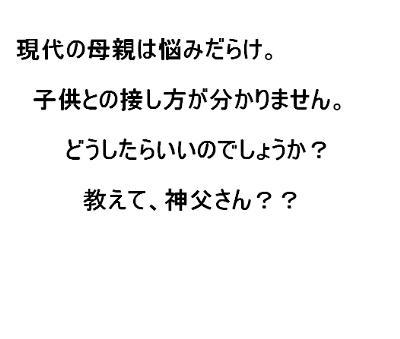 現代の母親は悩みだらけ。
子供との接し方が分かりません。
どうしたらいいのでしょうか？
教えて、神父さん？？